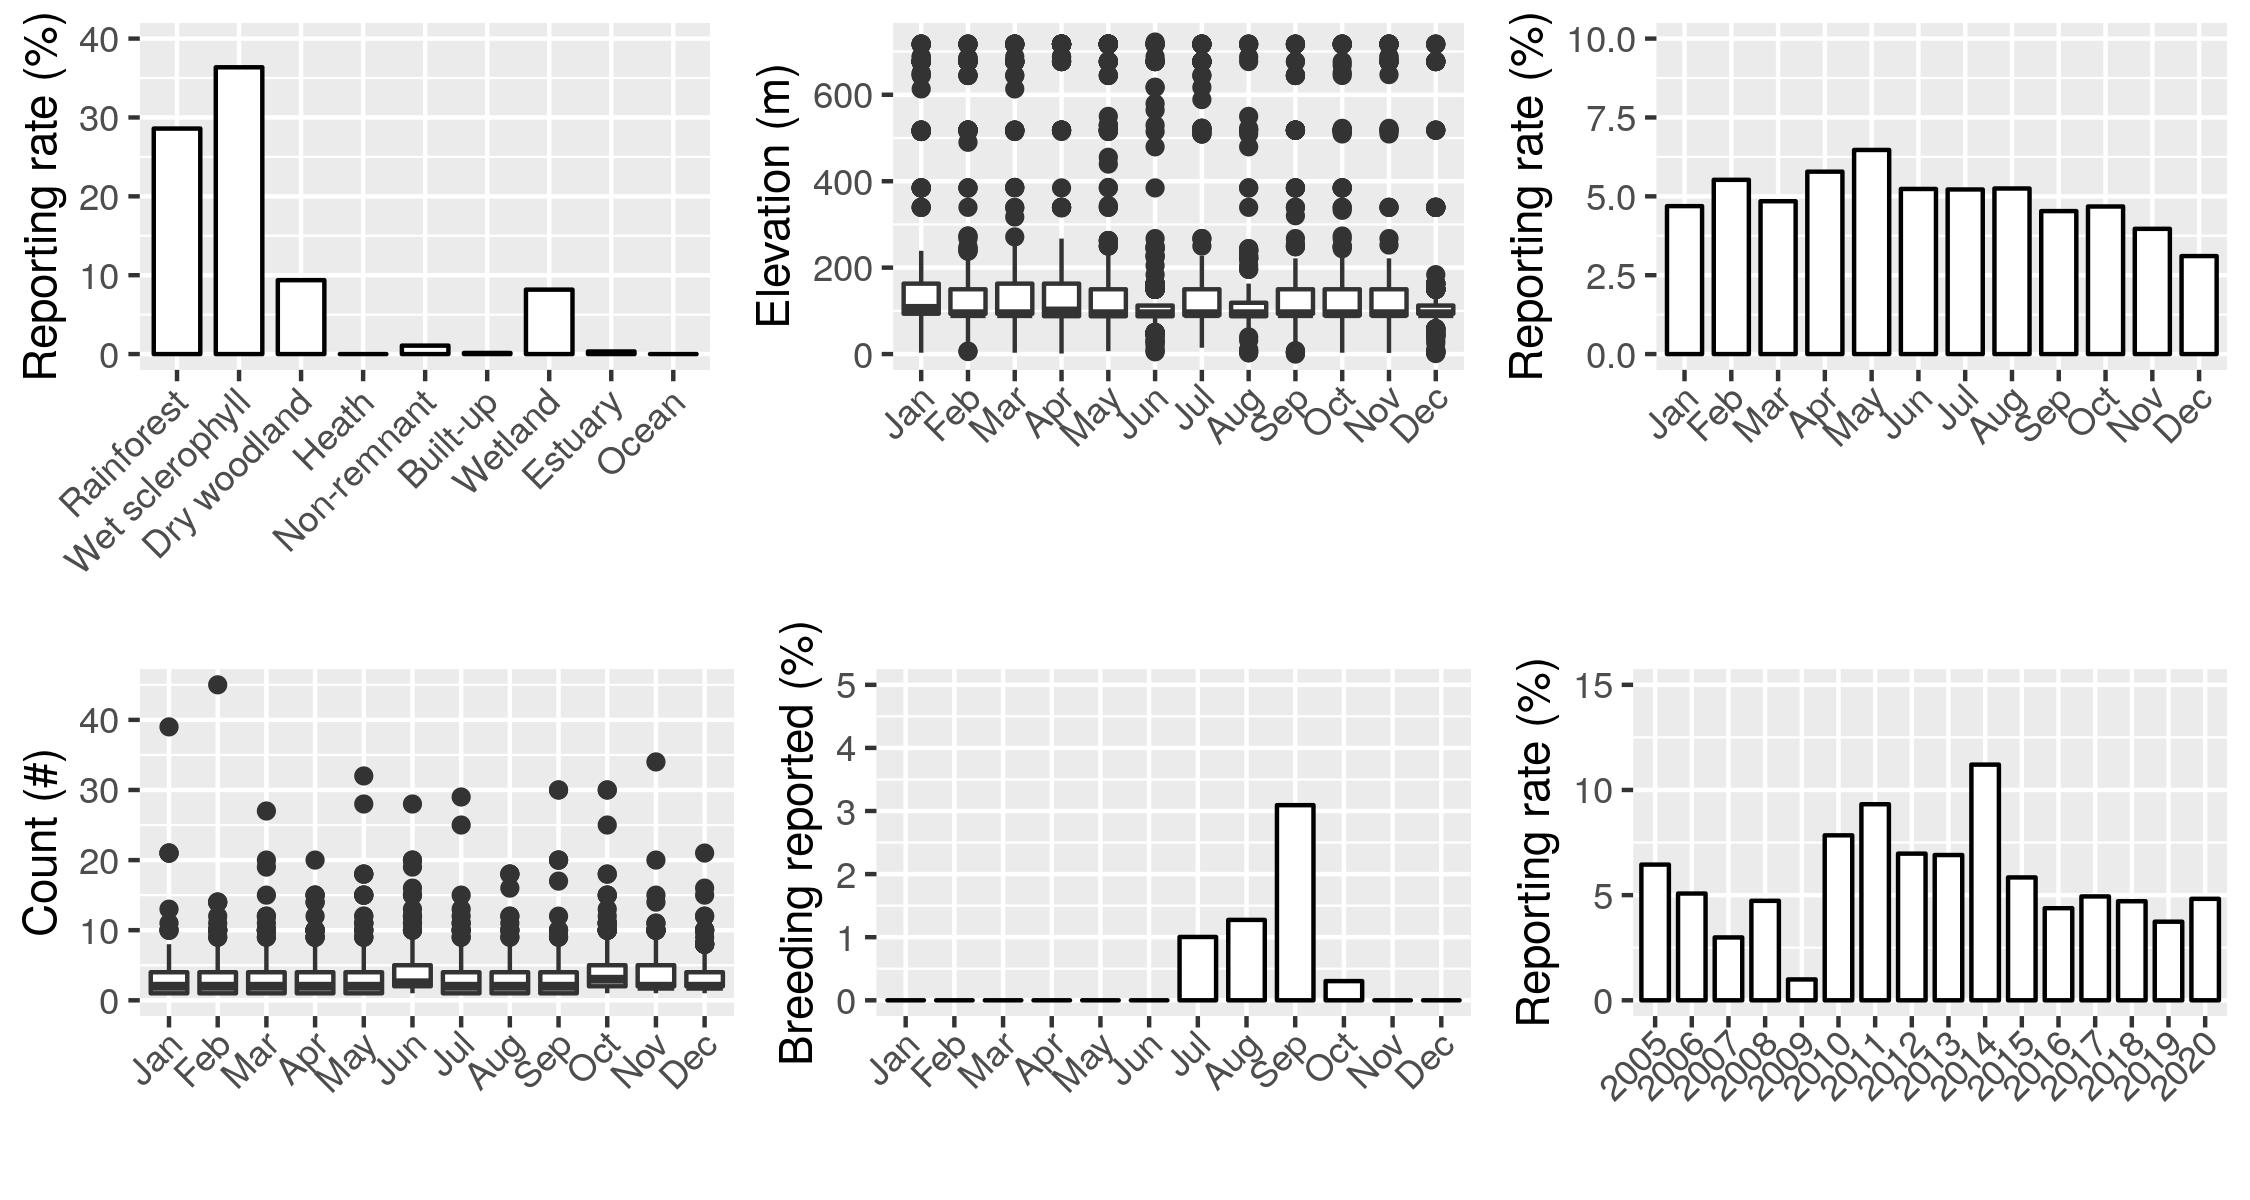 Reporting rate (%)
40
30
20
10
0
Rainforest
Wet sclerophyll
Dry woodland
Heath
Non-remnant
Built-up
Wetland
Estuary
Ocean
Elevation (m)
600
400
200
0
Jan
Feb
Mar
Apr
May
Jun
Jul
Aug
Sep
Oct
Nov
Dec
Reporting rate (%)
10.0
7.5
5.0
2.5
0.0
Jan
Feb
Mar
Apr
May
Jun
Jul
Aug
Sep
Oct
Nov
Dec
Count (#)
40
30
20
10
0
Jan
Feb
Mar
Apr
May
Jun
Jul
Aug
Sep
Oct
Nov
Dec
Breeding reported (%)
5
4
3
2
1
0
Jan
Feb
Mar
Apr
May
Jun
Jul
Aug
Sep
Oct
Nov
Dec
Reporting rate (%)
15
10
5
0
2005
2006
2007
2008
2009
2010
2011
2012
2013
2014
2015
2016
2017
2018
2019
2020